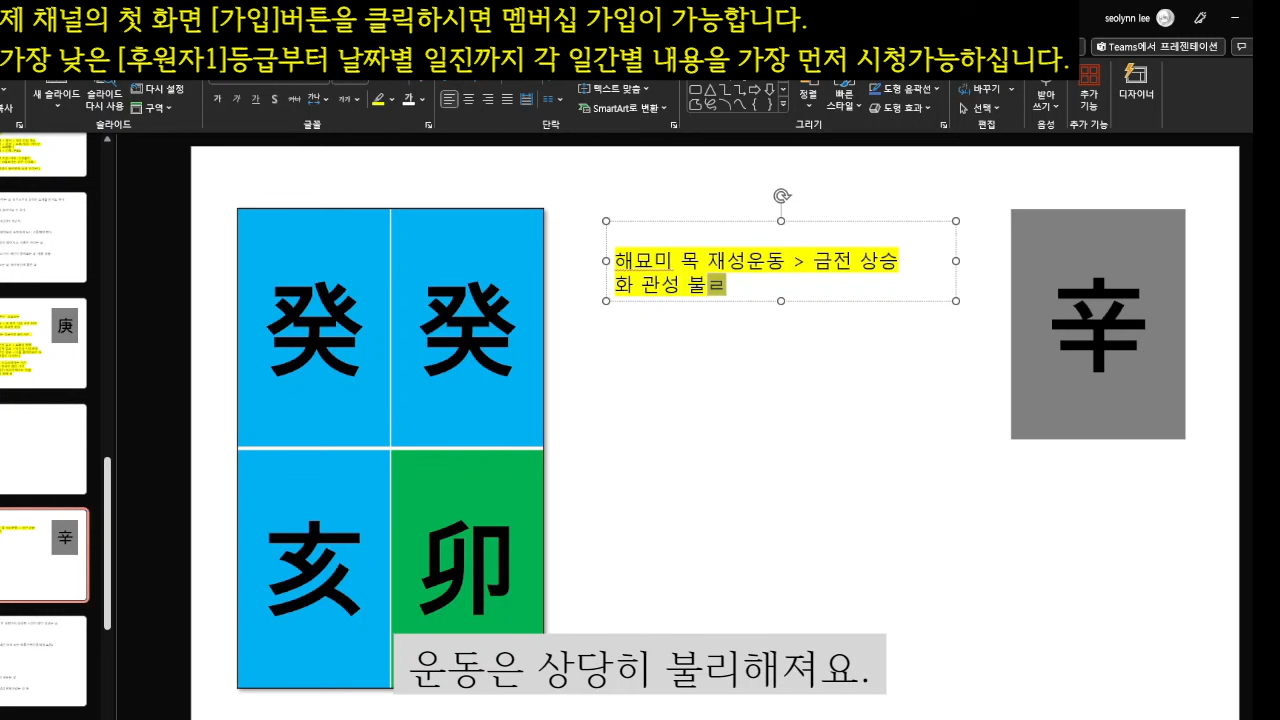 제 채널의 첫 화면 [가입]버튼을 클릭하시면 멤버십 가입이 가능합니다.
가장 낮은 [후원자1]등급부터 날짜별 일진까지 각 일간별 내용을 가장 먼저 시청가능하십니다.
seolynn lee
Teams에서 프레젠테이션
새 슬라이드
슬라이드
다시 사용
다시 설정
구역
슬라이드
가 가 가 S 가나 가가 가
글꼴
텍스트 맞춤
SmartArt로 변환
단락
정렬
빠른
스타일
도형 윤곽선
도형 효과
그리기
바꾸기
선택
편집
받아
쓰기
음성
추가
기능
추가 기능
디자이너
庚
辛
癸 癸
亥 卯
해묘미 목 재성운동 > 금전 상승
화 관성 불ㄹ
辛
운동은 상당히 불리해져요.